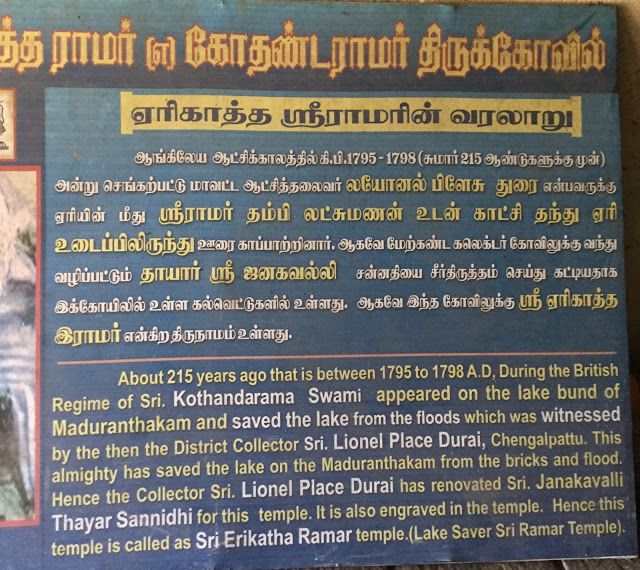 த்த ராமர் (எ) கோதண்டராமர் திருக்கோவில்
ஏரிகாத்த ஸ்ரீராமரின் வரலாறு
ஆங்கிலேய ஆட்சிக்காலத்தில் கி.பி.1795 - 1798 (சுமார் 215 ஆண்டுகளுக்கு முன்)
அன்று செங்கற்பட்டு மாவட்ட ஆட்சித்தலைவர் லயோனல் பிளேசு துரை என்பவருக்கு
ஏரியின் மீது ஸ்ரீராமர் தம்பி லட்சுமணன் உடன் காட்சி தந்து ஏரி
உடைப்பிலிருந்து ஊரை காப்பாற்றினார். ஆகவே மேற்கண்ட கலெக்டர் கோவிலுக்கு வந்து
வழிப்பட்டும் தாயார் ஸ்ரீ ஜனகவல்லி சன்னதியை சீர்திருத்தம் செய்து கட்டியதாக
இக்கோயிலில் உள்ள கல்வெட்டுகளில் உள்ளது. ஆகவே இந்த கோவிலுக்கு ஸ்ரீ ஏரிகாத்த
இராமர் என்கிற திருநாமம் உள்ளது.
About 215 years ago that is between 1795 to 1798 A.D, During the British
Regime of Sri. Kothandarama Swami appeared on the lake bund of
Maduranthakam and saved the lake from the floods which was witnessed
by the then the District Collector Sri. Lionel Place Durai, Chengalpattu. This
almighty has saved the lake on the Maduranthakam from the bricks and flood.
Hence the Collector Sri. Lionel Place Durai has renovated Sri. Janakavalli
Thayar Sannidhi for this temple. It is also engraved in the temple. Hence this
temple is called as Sri Erikatha Ramar temple.(Lake Saver Sri Ramar Temple).